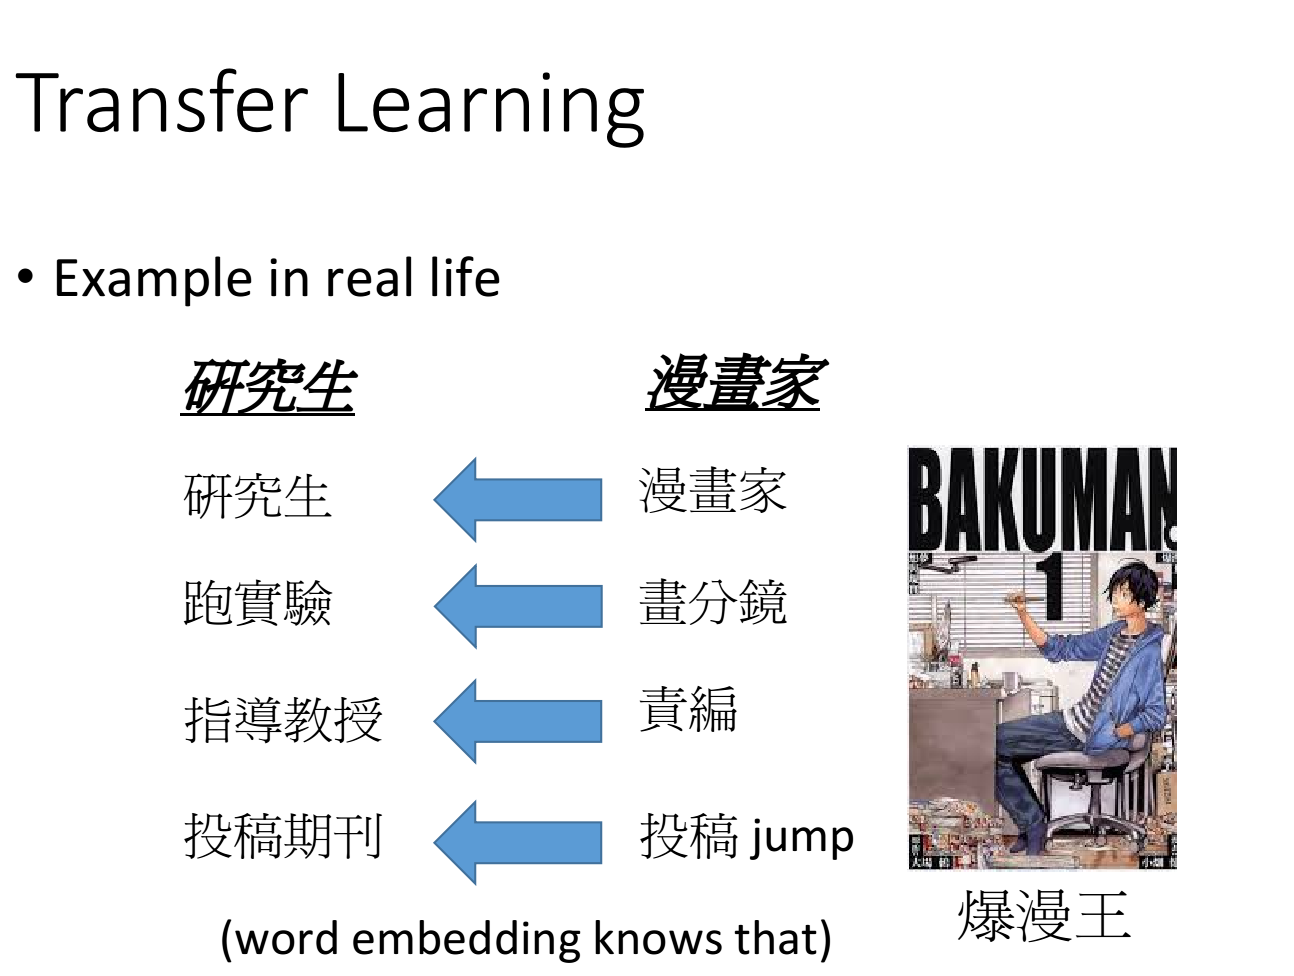 Transfer Learning
• Example in real life
研究生 漫畫家
研究生 漫畫家
跑實驗 畫分鏡
指導教授 責編
投稿期刊 投稿 jump
(word embedding knows that)
BAKUMAN
1
爆漫王